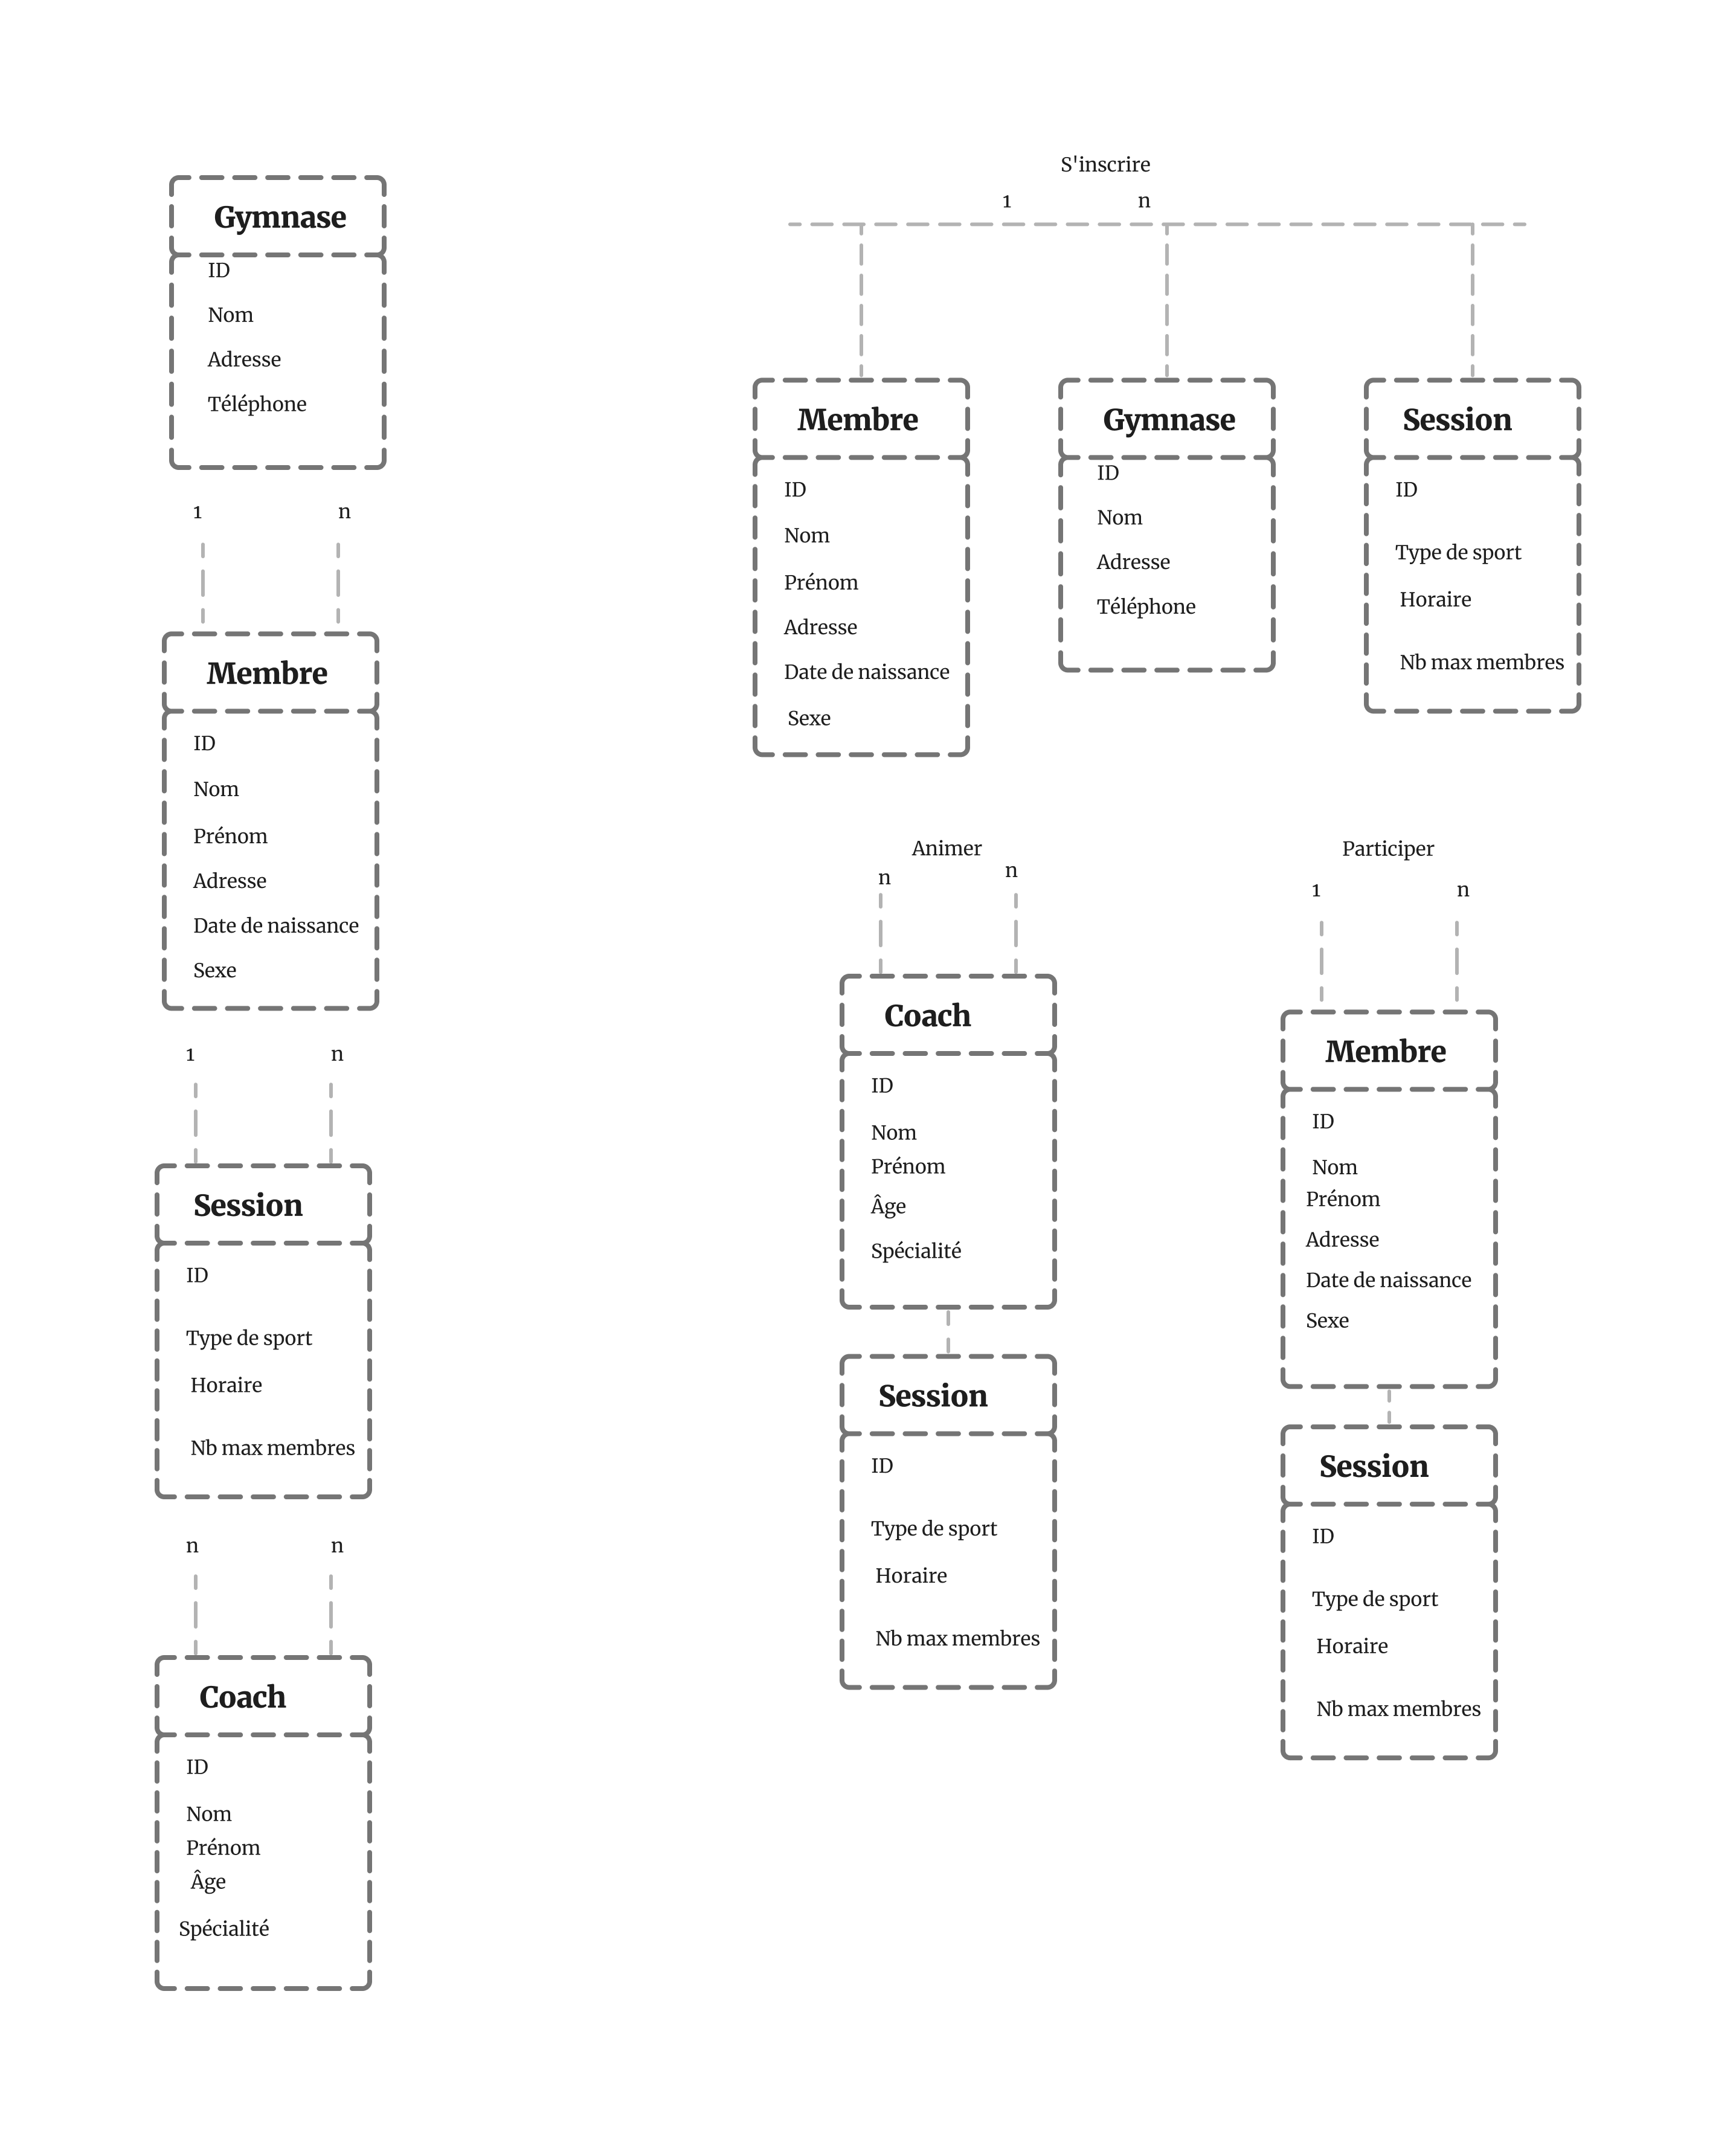 Gymnase
ID
Nom
Adresse
Téléphone
1 n
Membre
ID
Nom
Prénom
Adresse
Date de naissance
Sexe
1 n
Session
ID
Type de sport
Horaire
Nb max membres
n n
Coach
ID
Nom
Prénom
Âge
Spécialité
S'inscrire
1 n
Membre
ID
Nom
Prénom
Adresse
Date de naissance
Sexe
Gymnase
ID
Nom
Adresse
Téléphone
Session
ID
Type de sport
Horaire
Nb max membres
Animer
n n
Coach
ID
Nom
Prénom
Âge
Spécialité
Session
ID
Type de sport
Horaire
Nb max membres
Participer
1 n
Membre
ID
Nom
Prénom
Adresse
Date de naissance
Sexe
Session
ID
Type de sport
Horaire
Nb max membres